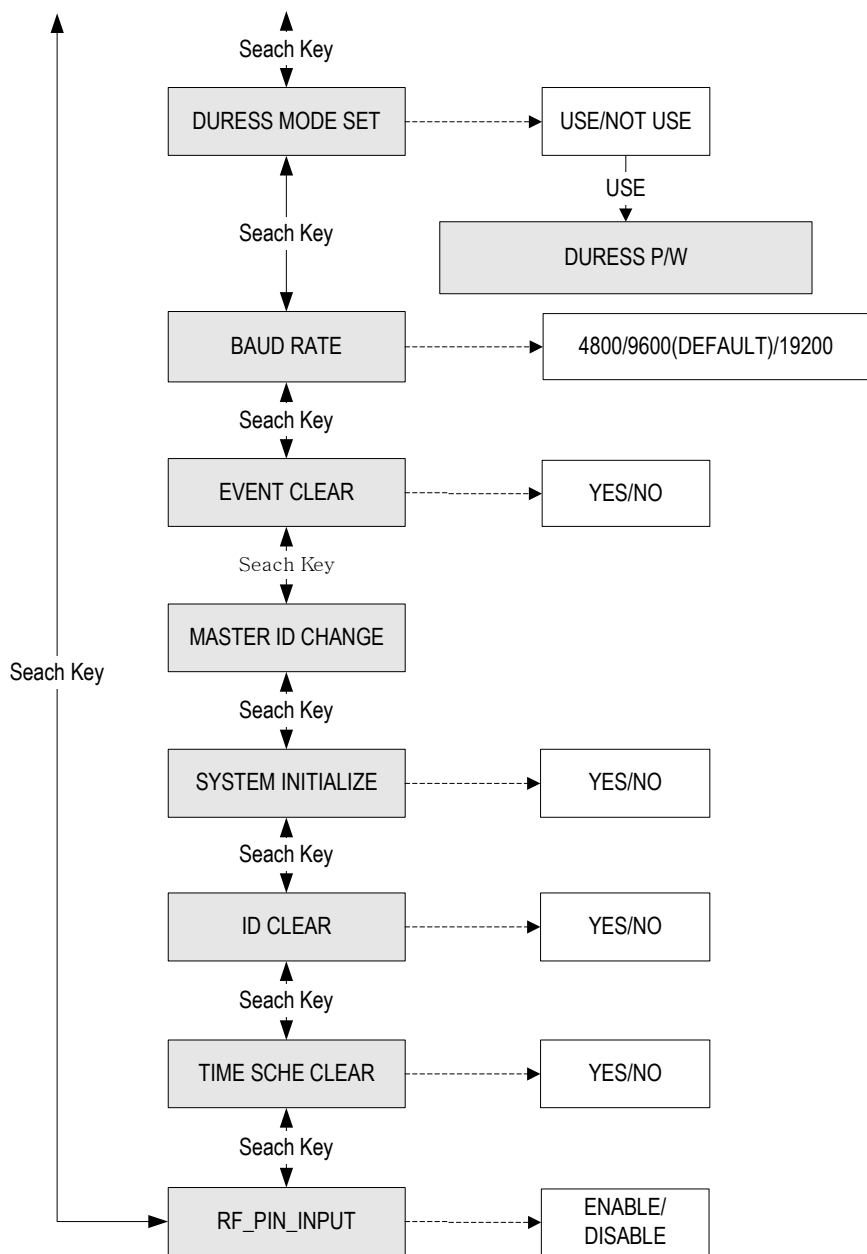 Seach Key
DURESS MODE SET
USE/NOT USE
USE
Seach Key
DURESS P/W
BAUD RATE
4800/9600(DEFAULT)/19200
Seach Key
EVENT CLEAR
YES/NO
Seach Key
MASTER ID CHANGE
Seach Key
Seach Key
SYSTEM INITIALIZE
YES/NO
Seach Key
ID CLEAR
YES/NO
Seach Key
TIME SCHE CLEAR
YES/NO
Seach Key
RF_PIN_INPUT
ENABLE/
DISABLE